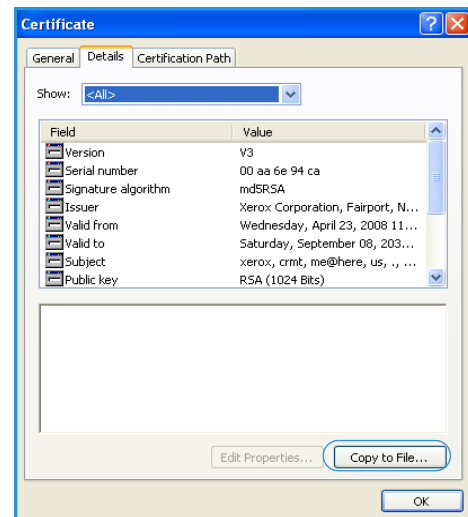 Certificate
General Details Certification Path
Show: <All>
Field Value
Version V3
Serial number 00 aa 6e 94 ca
Signature algorithm md5RSA
Issuer Xerox Corporation, Fairport, N...
Valid from Wednesday, April 23, 2008 11...
Valid to Saturday, September 08, 203...
Subject xerox, crmt, me@here, us, ., ...
Public key RSA (1024 Bits)
Edit Properties... Copy to File...
OK